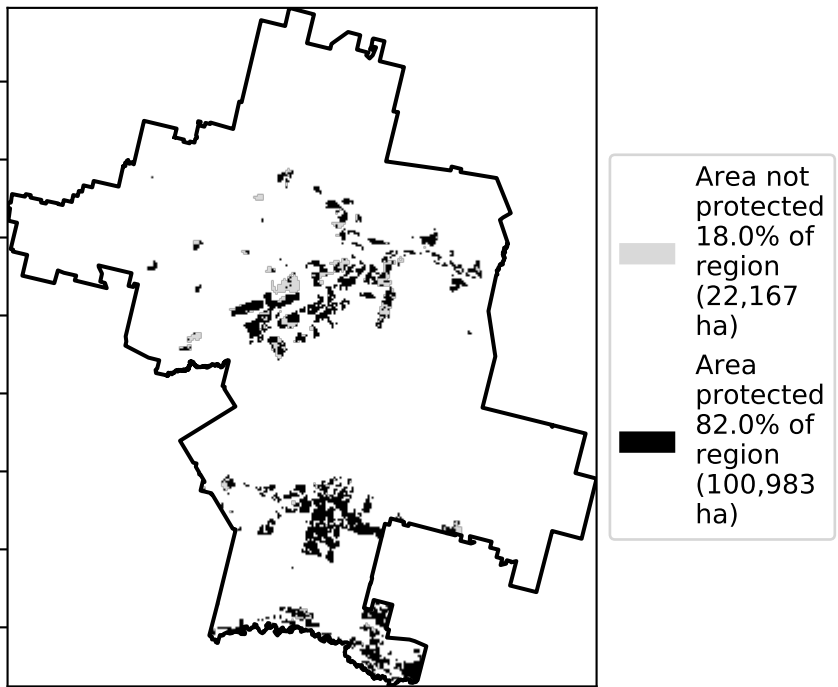 Area not
protected
18.0% of
region
(22,167
ha)
Area
protected
82.0% of
region
(100,983
ha)